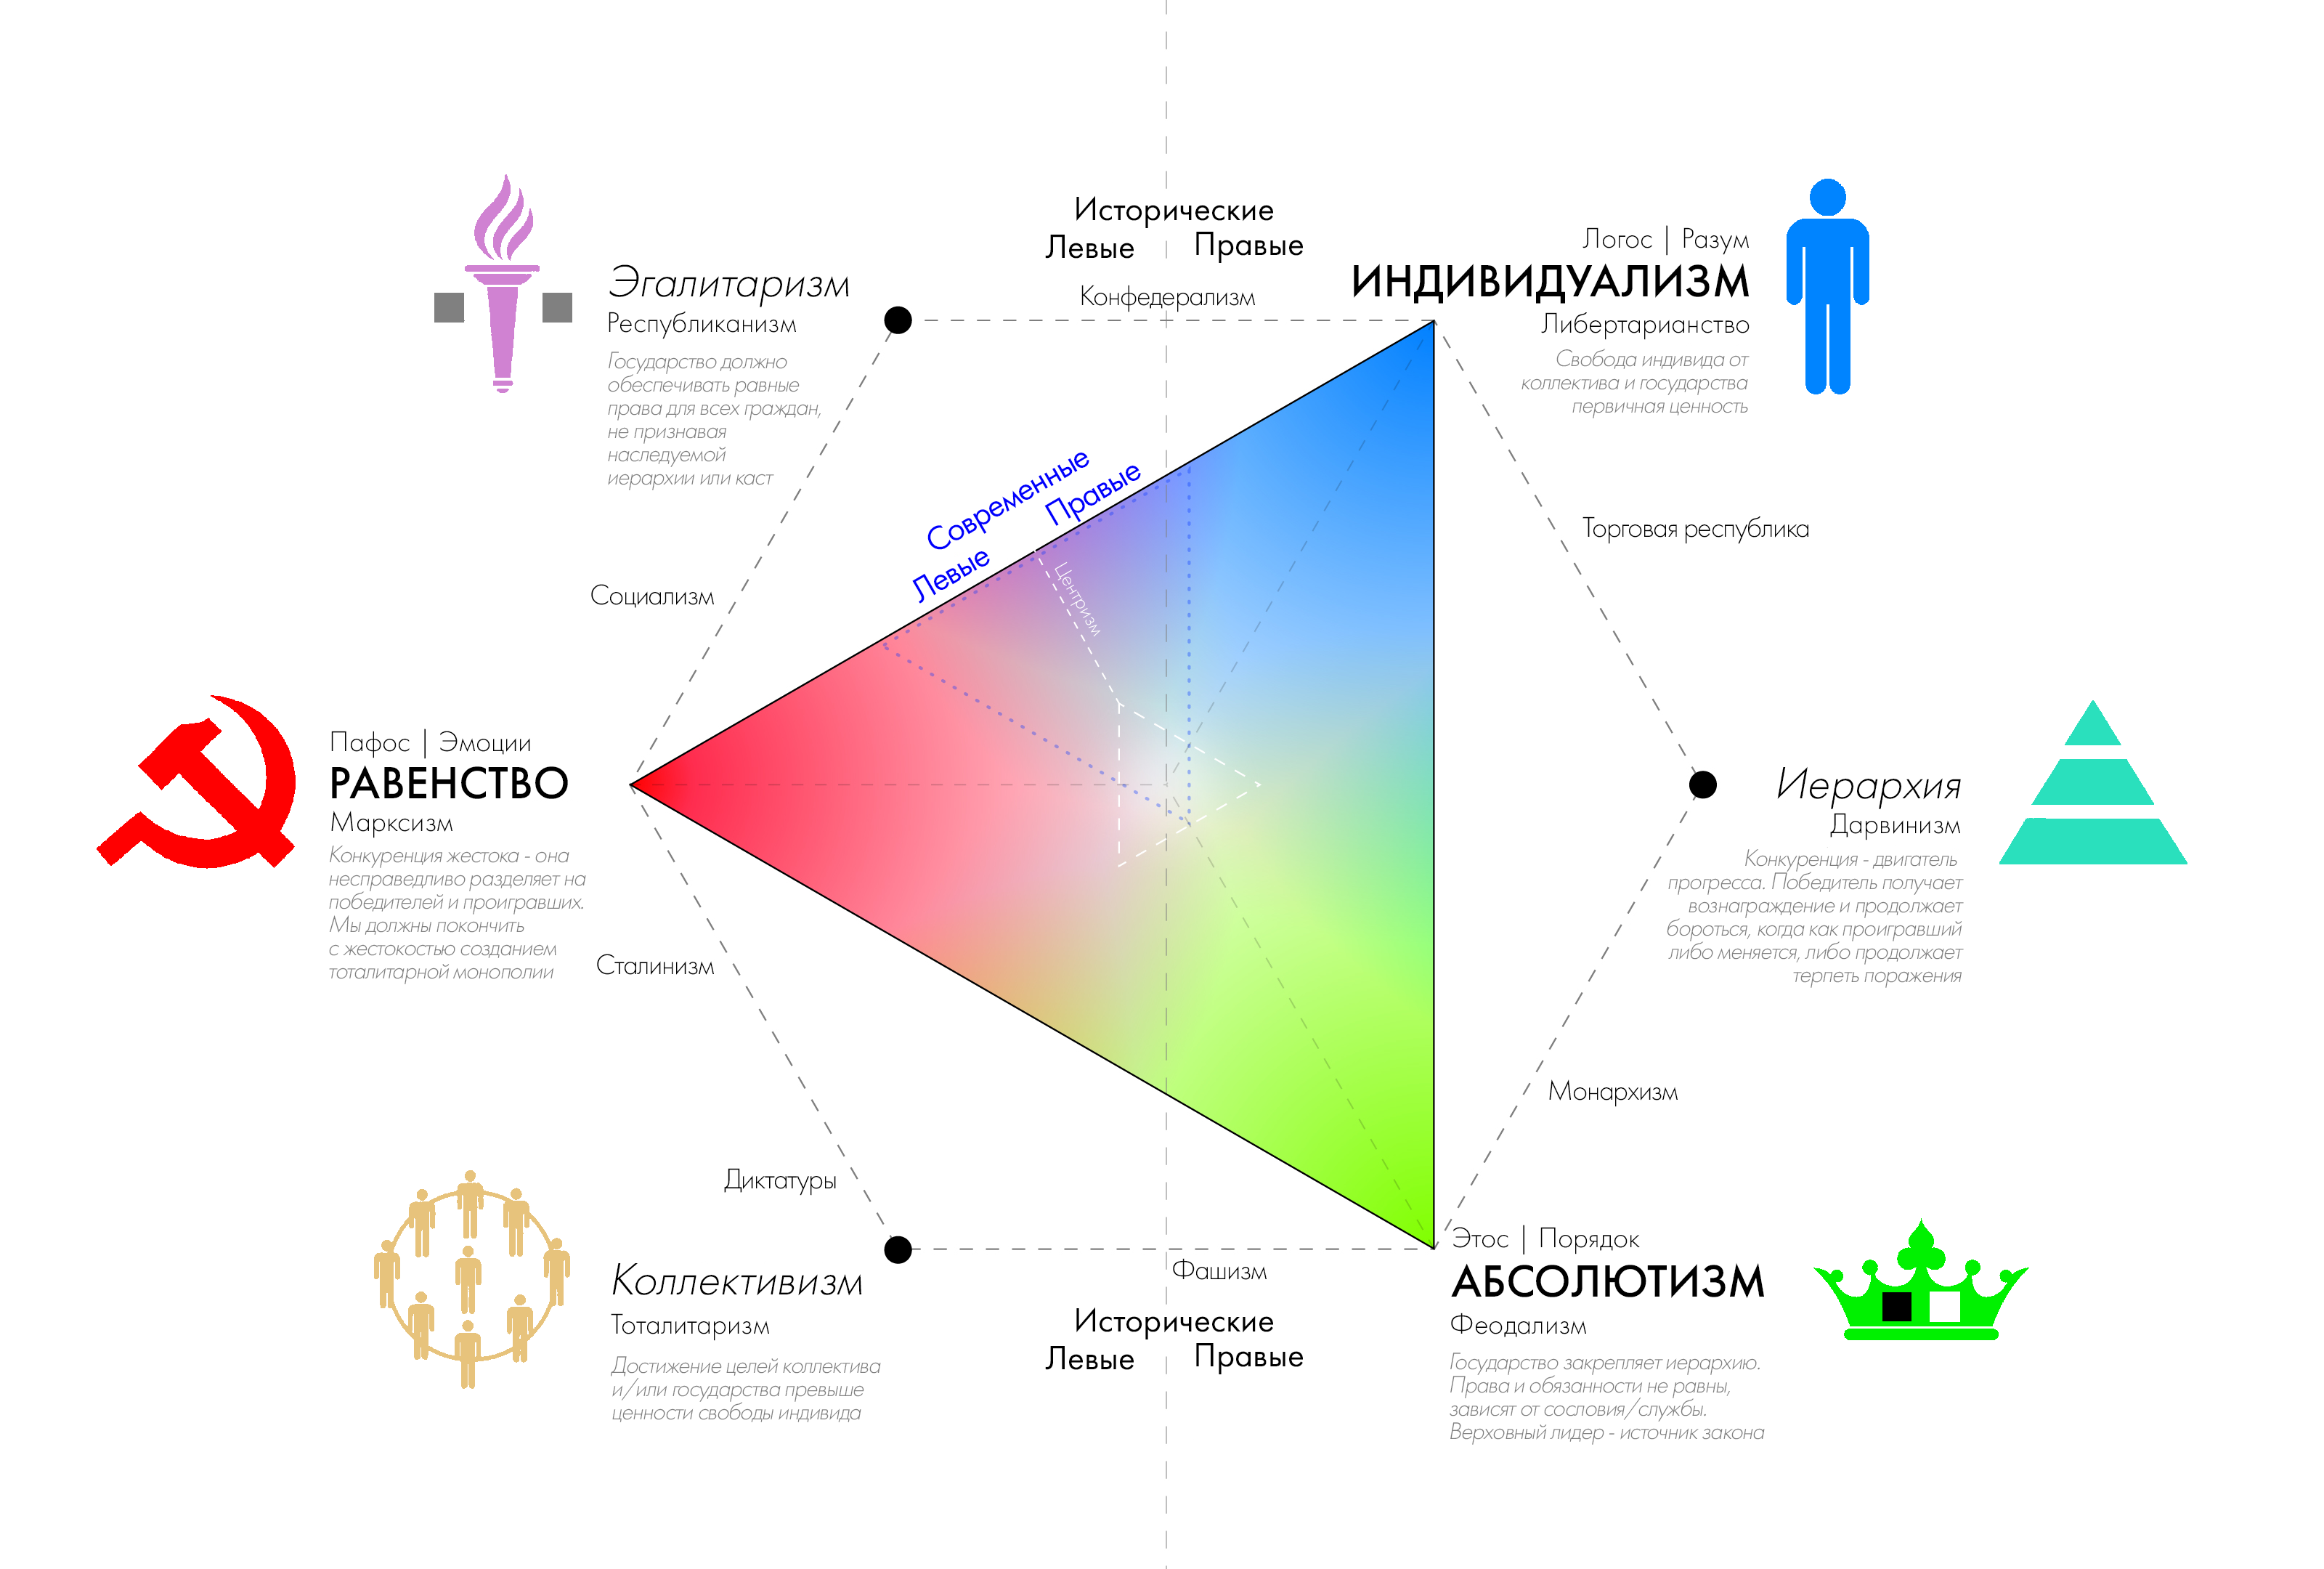 Исторические
Левые Правые
Конфедерализм
Эгалитаризм
Республиканизм
Государство должно
обеспечивать равные
права для всех граждан,
не признавая
наследуемой
иерархии или каст
Логос | Разум
ИНДИВИДУАЛИЗМ
Либертарианство
Свобода индивида от
коллектива и государства
первичная ценность
Современные
Левые Правые
Центризм
Социализм
Торговая республика
Пафос | Эмоции
РАВЕНСТВО
Марксизм
Конкуренция жестока - она
несправедливо разделяет на
победителей и проигравших.
Мы должны покончить
с жестокостью созданием
тоталитарной монополии
Иерархия
Дарвинизм
Конкуренция - двигатель
прогресса. Победитель получает
вознаграждение и продолжает
бороться, когда как проигравший
либо меняется, либо продолжает
терпеть поражения
Сталинизм
Монархизм
Диктатуры
Коллективизм
Тоталитаризм
Достижение целей коллектива
и/или государства превыше
ценности свободы индивида
Фашизм
Исторические
Левые Правые
Этос | Порядок
АБСОЛЮТИЗМ
Феодализм
Государство закрепляет иерархию.
Права и обязанности не равны,
зависят от сословия/службы.
Верховный лидер - источник закона